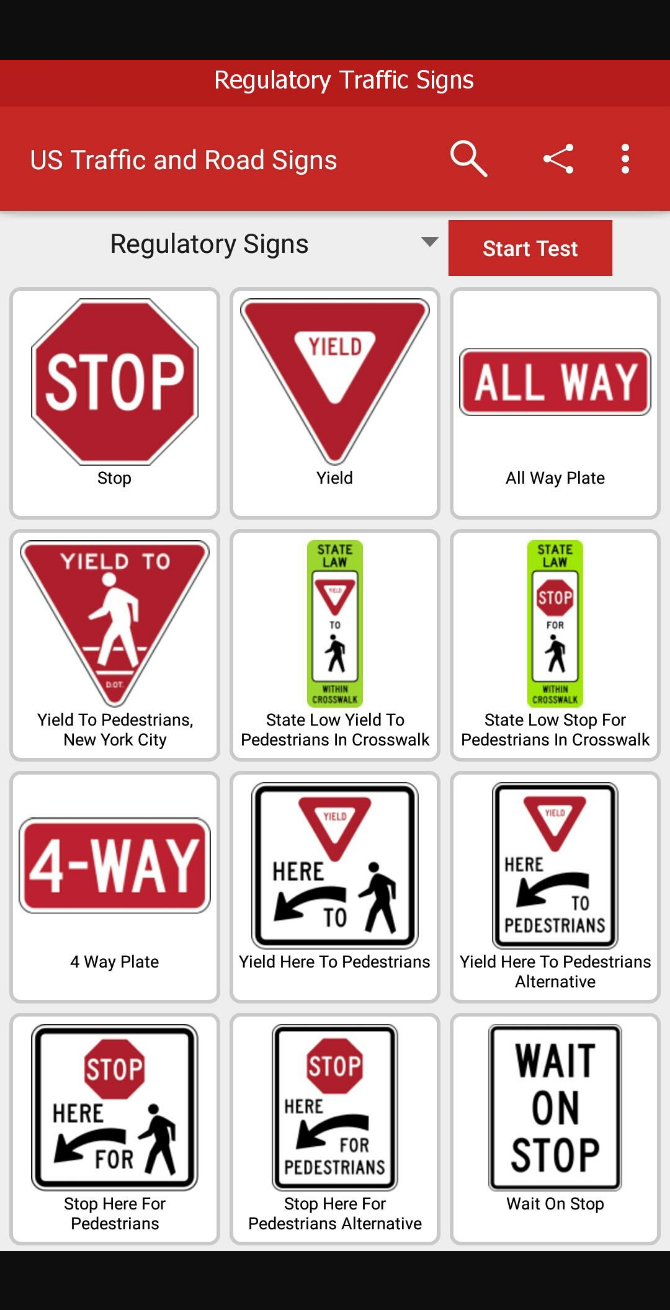 Regulatory Traffic Signs
US Traffic and Road Signs
Regulatory Signs
Start Test
STOP
Stop
YIELD
Yield
ALL WAY
All Way Plate
YIELD TO
D.O.T.
Yield To Pedestrians,
New York City
STATE
LAW
YIELD
TO
WITHIN
CROSSWALK
State Low Yield To
Pedestrians In Crosswalk
STATE
LAW
STOP
FOR
WITHIN
CROSSWALK
State Low Stop For
Pedestrians In Crosswalk
4-WAY
4 Way Plate
YIELD
HERE
TO
Yield Here To Pedestrians
YIELD
HERE
TO
PEDESTRIANS
Yield Here To Pedestrians
Alternative
STOP
HERE
FOR
Stop Here For
Pedestrians
STOP
HERE
FOR
PEDESTRIANS
Stop Here For
Pedestrians Alternative
WAIT
ON
STOP
Wait On Stop